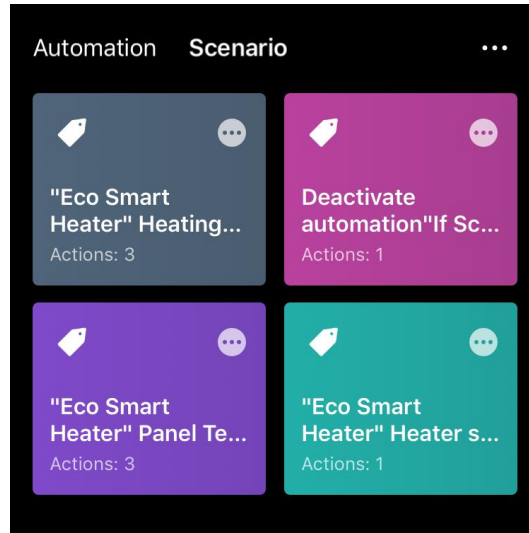 Automation Scenario
"Eco Smart
Heater" Heating...
Actions: 3
Deactivate
automation"If Sc...
Actions: 1
"Eco Smart
Heater" Panel Te...
Actions: 3
"Eco Smart
Heater" Heater s...
Actions: 1